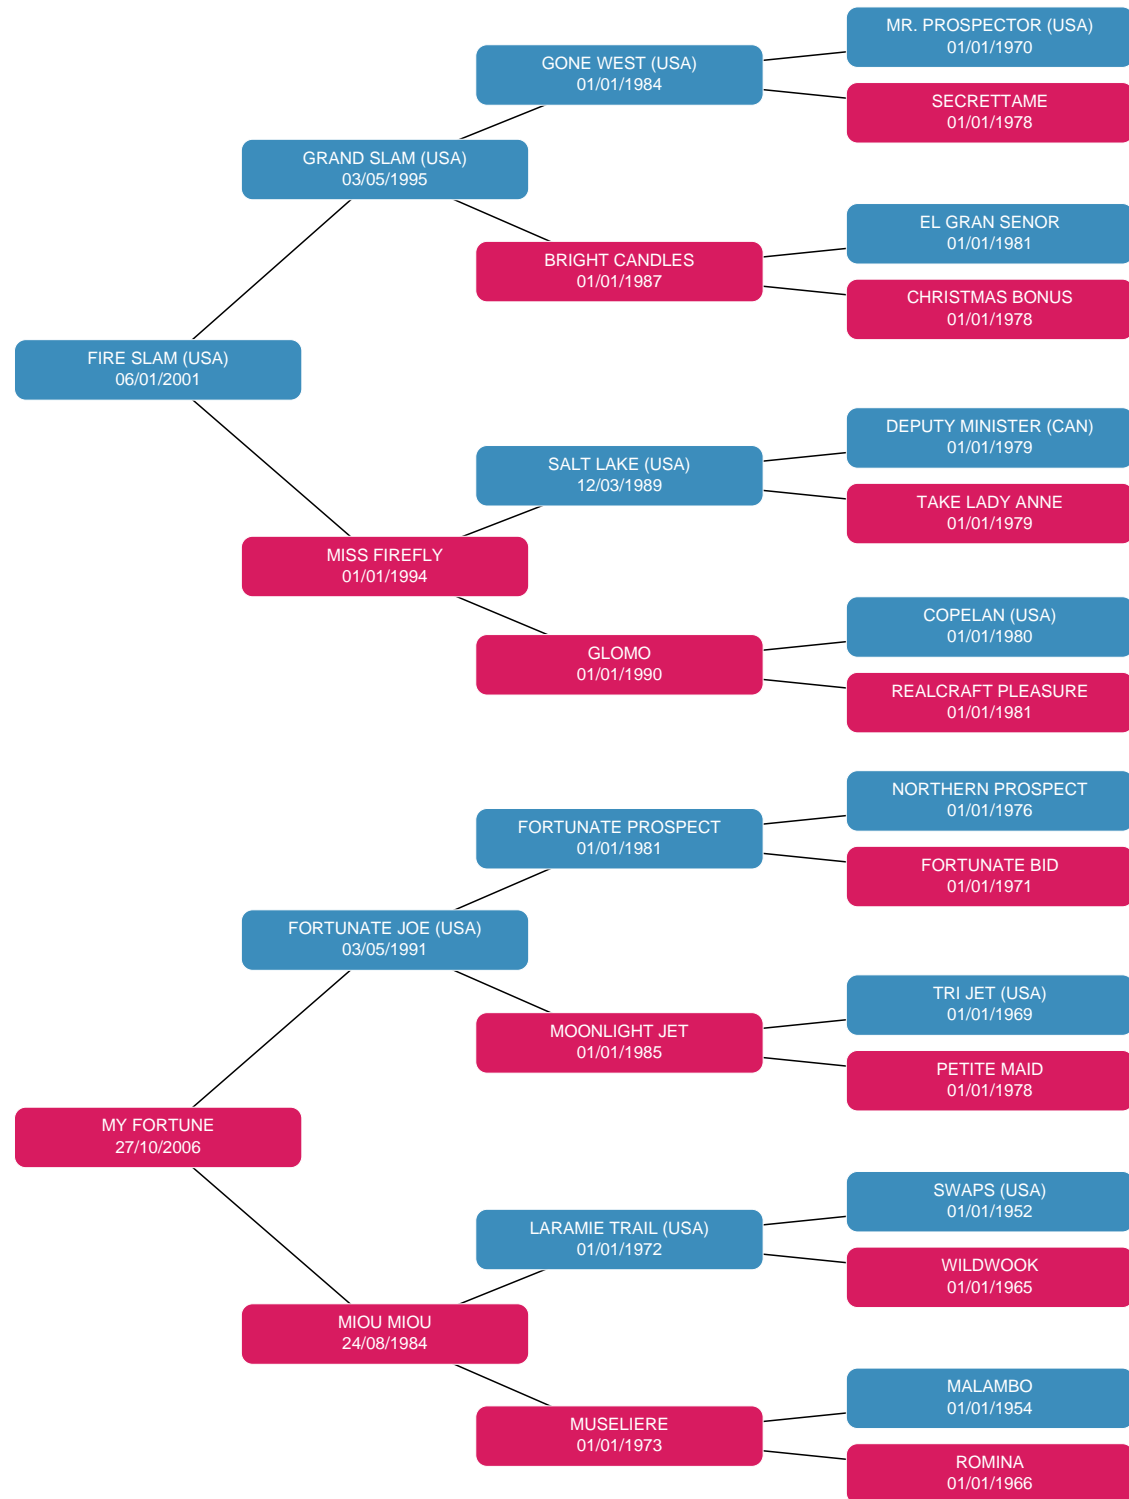 MR. PROSPECTOR (USA)
01/01/1970
GONE WEST (USA)
01/01/1984
SECRETTAME
01/01/1978
GRAND SLAM (USA)
03/05/1995
EL GRAN SENOR
01/01/1981
BRIGHT CANDLES
01/01/1987
CHRISTMAS BONUS
01/01/1978
FIRE SLAM (USA)
06/01/2001
DEPUTY MINISTER (CAN)
01/01/1979
SALT LAKE (USA)
12/03/1989
TAKE LADY ANNE
01/01/1979
MISS FIREFLY
01/01/1994
COPELAN (USA)
01/01/1980
GLOMO
01/01/1990
REALCRAFT PLEASURE
01/01/1981
NORTHERN PROSPECT
01/01/1976
FORTUNATE PROSPECT
01/01/1981
FORTUNATE BID
01/01/1971
FORTUNATE JOE (USA)
03/05/1991
TRI JET (USA)
01/01/1969
MOONLIGHT JET
01/01/1985
PETITE MAID
01/01/1978
MY FORTUNE
27/10/2006
SWAPS (USA)
01/01/1952
LARAMIE TRAIL (USA)
01/01/1972
WILDWOOK
01/01/1965
MIOU MIOU
24/08/1984
MALAMBO
01/01/1954
MUSELIERE
01/01/1973
ROMINA
01/01/1966